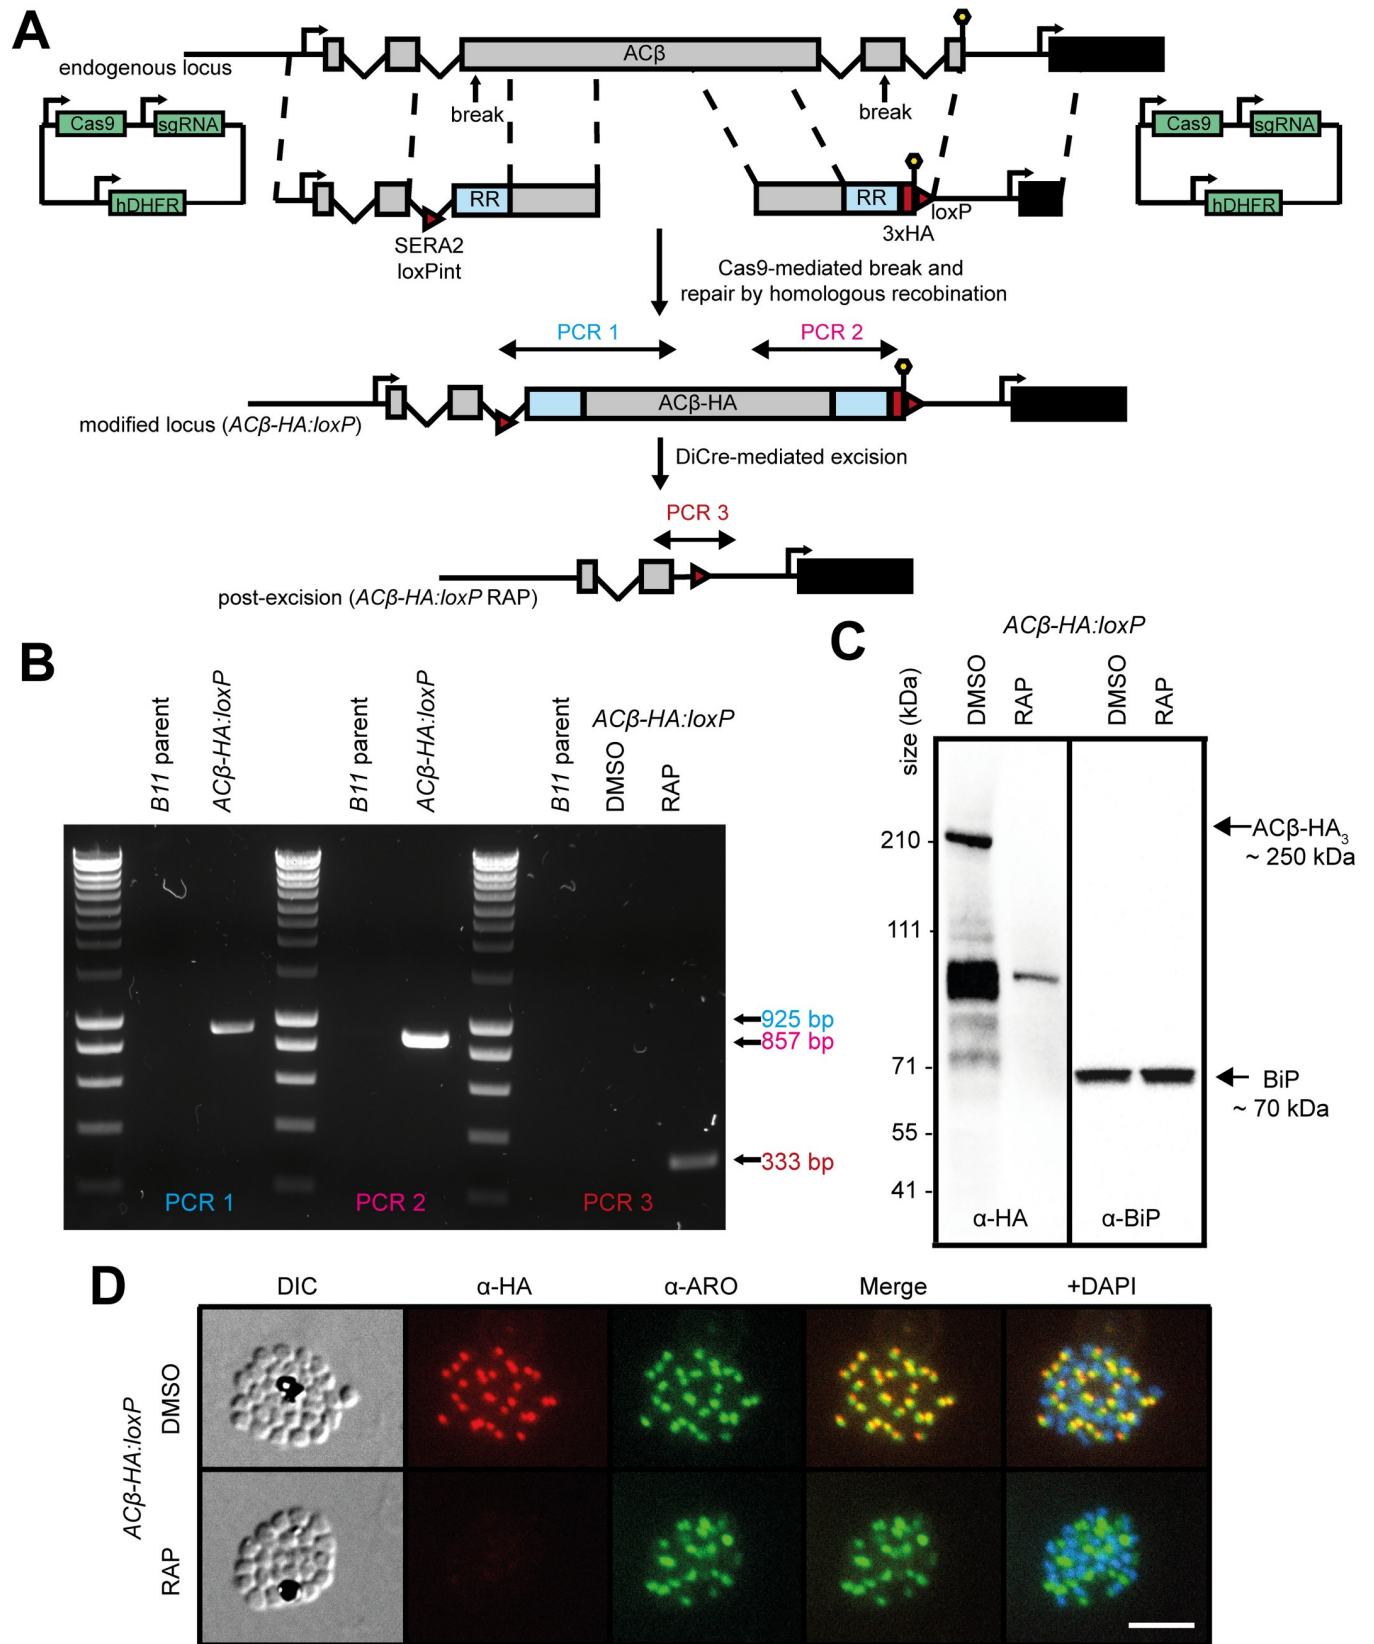 A
endogenous locus
ACβ
break
break
Cas9
sgRNA
hDHFR
RR
SERA2
loxPint
RR
loxP
3xHA
Cas9
sgRNA
hDHFR
Cas9-mediated break and
repair by homologous recobination
PCR 1
PCR 2
modified locus (ACβ-HA:loxP)
ACβ-HA
DiCre-mediated excision
PCR 3
post-excision (ACβ-HA:loxP RAP)
B
B11 parent
ACβ-HA:loxP
B11 parent
ACβ-HA:loxP
B11 parent
ACβ-HA:loxP
DMSO
RAP
925 bp
857 bp
333 bp
PCR 1
PCR 2
PCR 3
C
ACβ-HA:loxP
size (kDa)
DMSO
RAP
DMSO
RAP
210 -
111 -
71 -
55 -
41 -
ACβ-HA3
~ 250 kDa
BiP
~ 70 kDa
α-HA
α-BiP
D
DIC
α-HA
α-ARO
Merge
+DAPI
ACβ-HA:loxP
DMSO
RAP